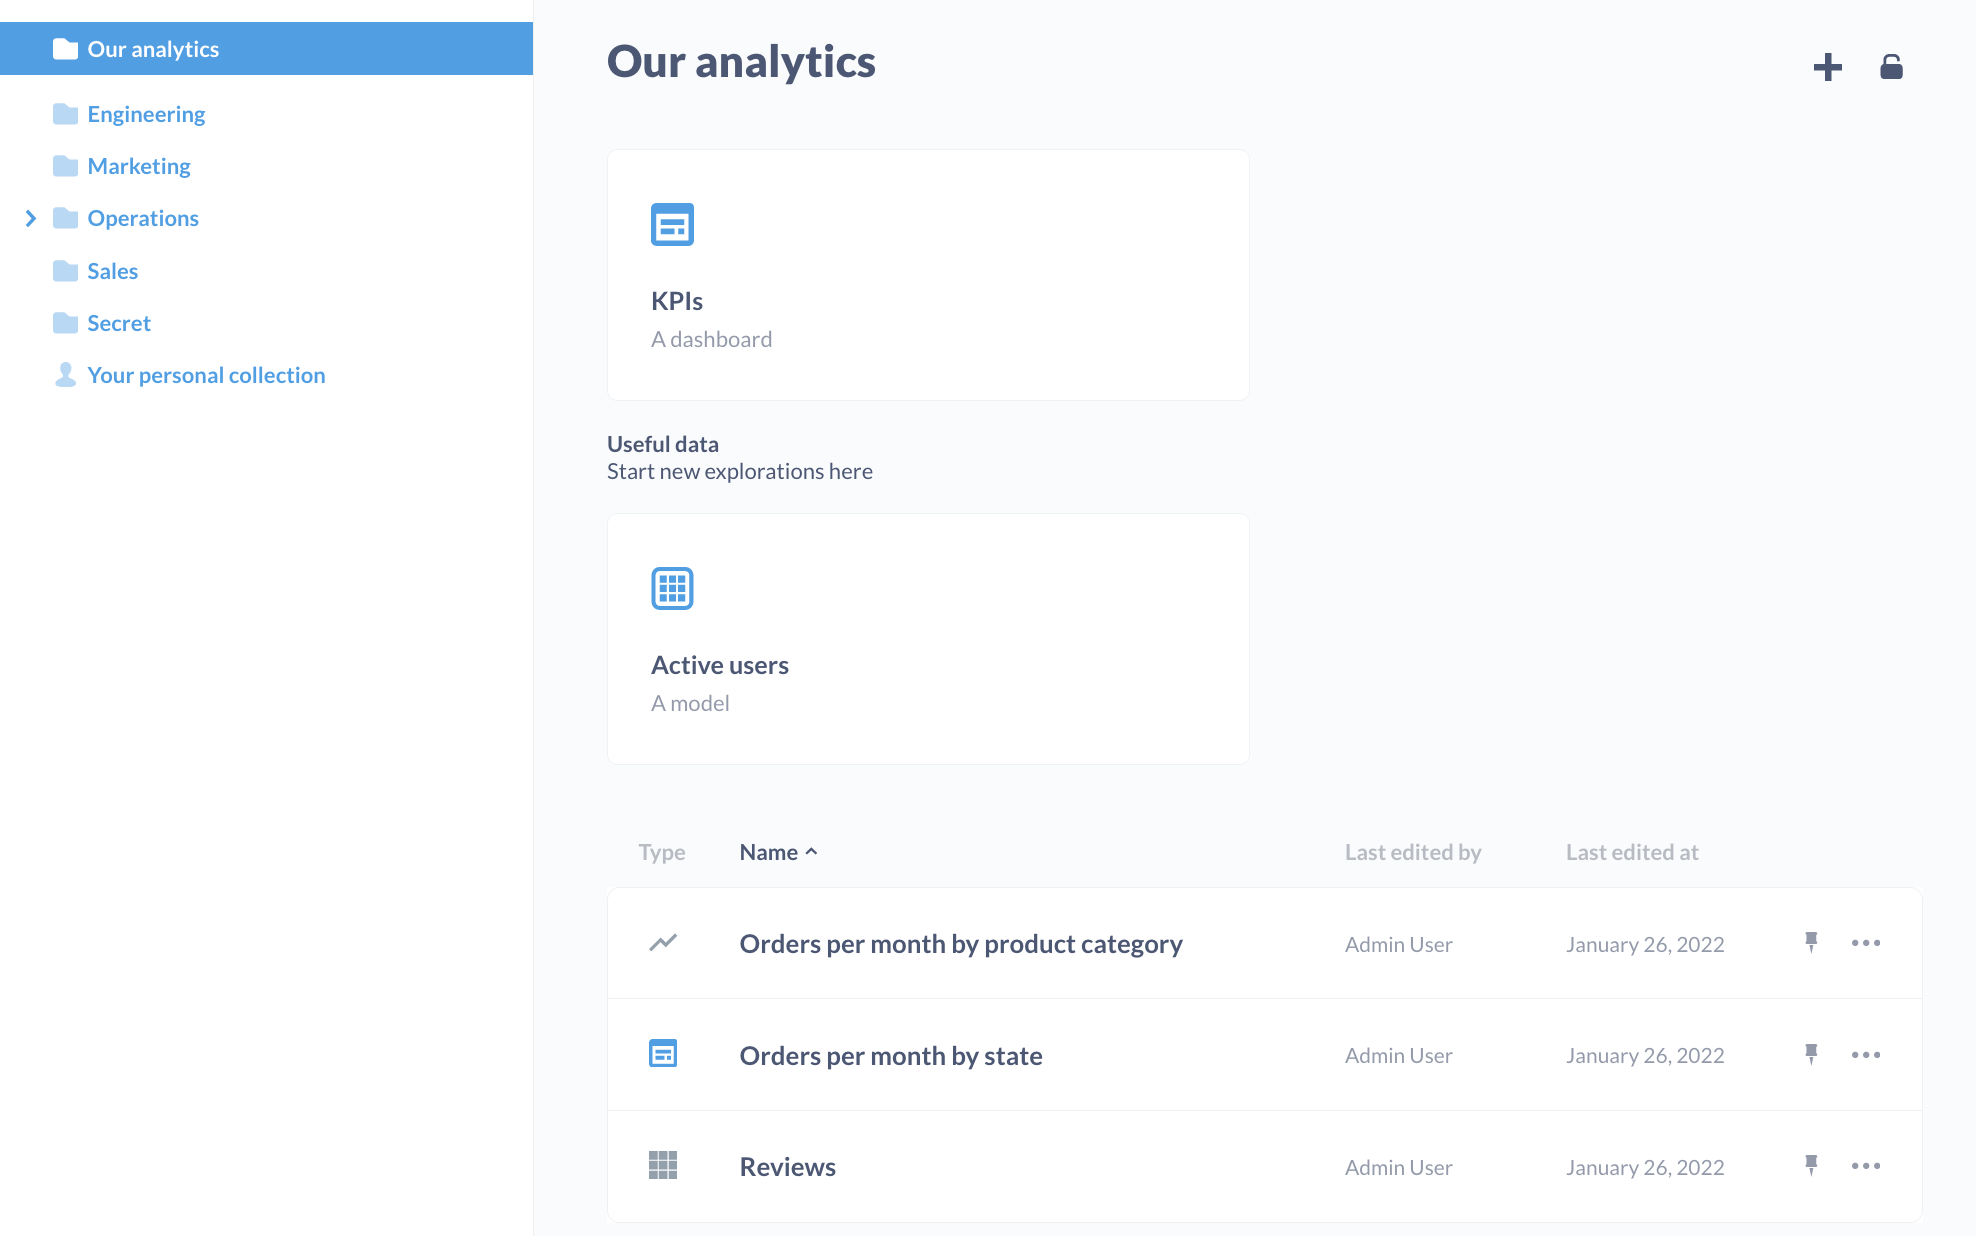 Our analytics
Engineering
Marketing
Operations
Sales
Secret
Your personal collection
Our analytics
KPIs
A dashboard
Useful data
Start new explorations here
Active users
A model
Type Name Last edited by Last edited at
Orders per month by product category Admin User January 26, 2022
Orders per month by state Admin User January 26, 2022
Reviews Admin User January 26, 2022